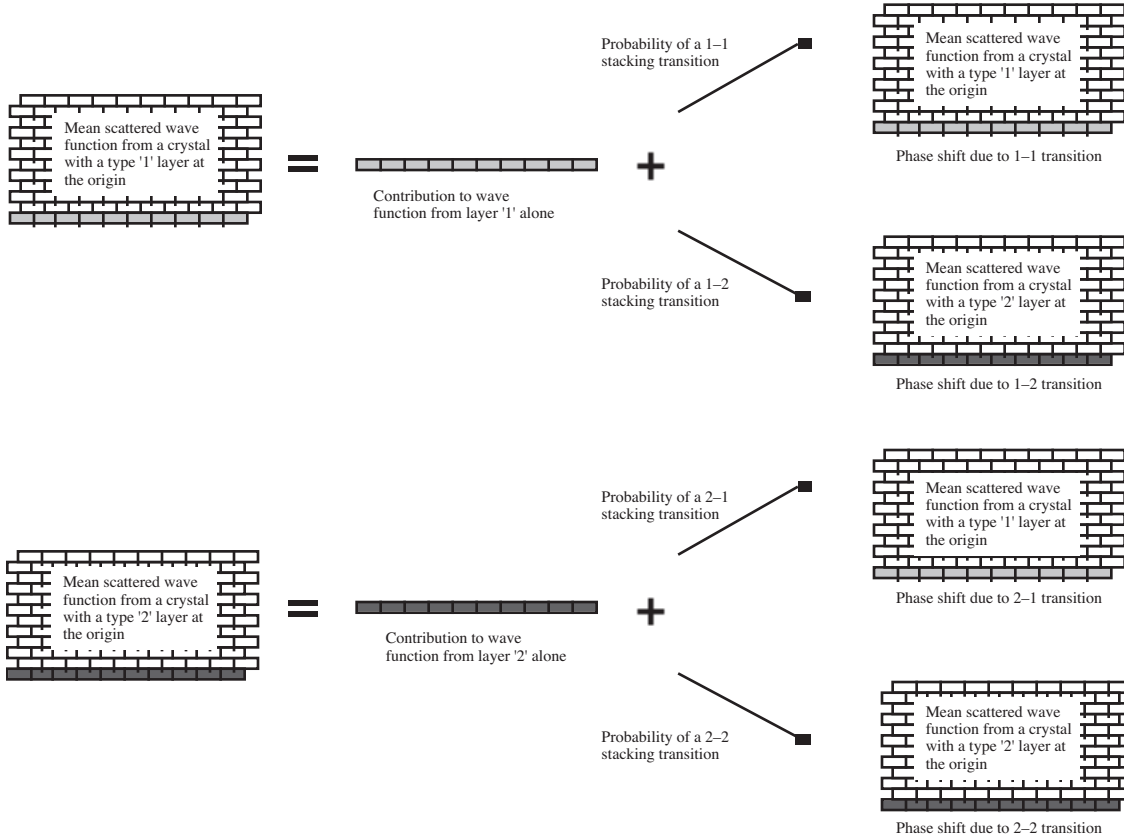 Probability of a 1–1
stacking transition
Mean scattered wave
function from a crystal
with a type '1' layer at
the origin
Phase shift due to 1–1 transition
Mean scattered wave
function from a crystal
with a type '1' layer at
the origin
=
Contribution to wave
function from layer '1' alone
+
Probability of a 1–2
stacking transition
Mean scattered wave
function from a crystal
with a type '2' layer at
the origin
Phase shift due to 1–2 transition
Probability of a 2–1
stacking transition
Mean scattered wave
function from a crystal
with a type '1' layer at
the origin
Phase shift due to 2–1 transition
Mean scattered wave
function from a crystal
with a type '2' layer at
the origin
=
Contribution to wave
function from layer '2' alone
+
Probability of a 2–2
stacking transition
Mean scattered wave
function from a crystal
with a type '2' layer at
the origin
Phase shift due to 2–2 transition